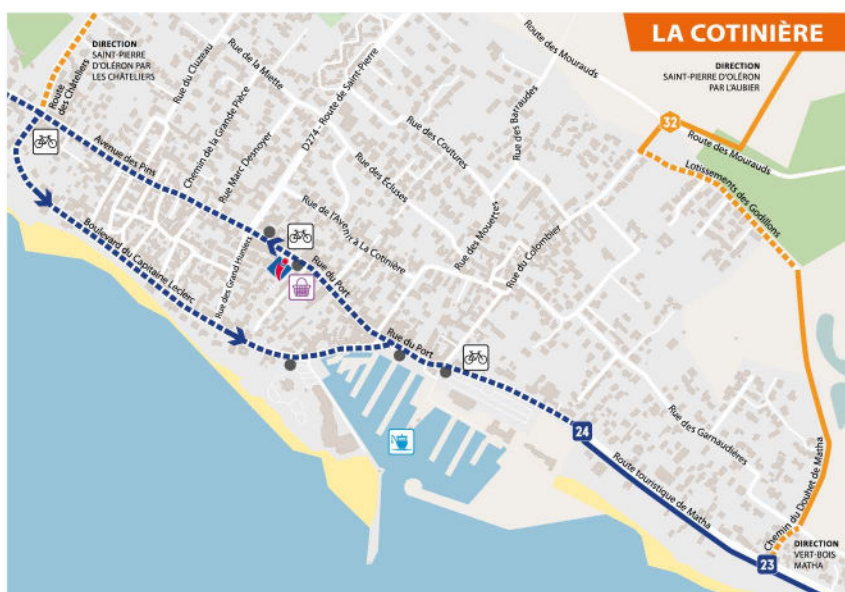 LA COTINIÈRE
DIRECTION
SAINT-PIERRE
D'OLÉRON PAR
LES CHÂTELIERS
DIRECTION
SAINT-PIERRE D'OLÉRON
PAR L'AUBIER
Route
des Châteliers
Rue du Cluzeau
Rue de la Miette
D274 - Route de Saint-Pierre
Route des Mourauds
32
Route des Mourauds
Lotissements des Godillons
Avenue des Pins
Chemin de la Grande Pièce
Rue Marc Desnoyer
Rue des Coutures
Rue des Barraudes
Rue des Écluses
Rue des Mouettes
Rue du Colombier
Rue de l'Avenir à La Cotinière
Boulevard du Capitaine Leclerc
Rue des Grand Huniers
i
Rue du Port
Rue du Port
24
Rue des Garnaudières
Route touristique de Matha
Chemin du Douhet de Matha
23
DIRECTION
VERT-BOIS
MATHA